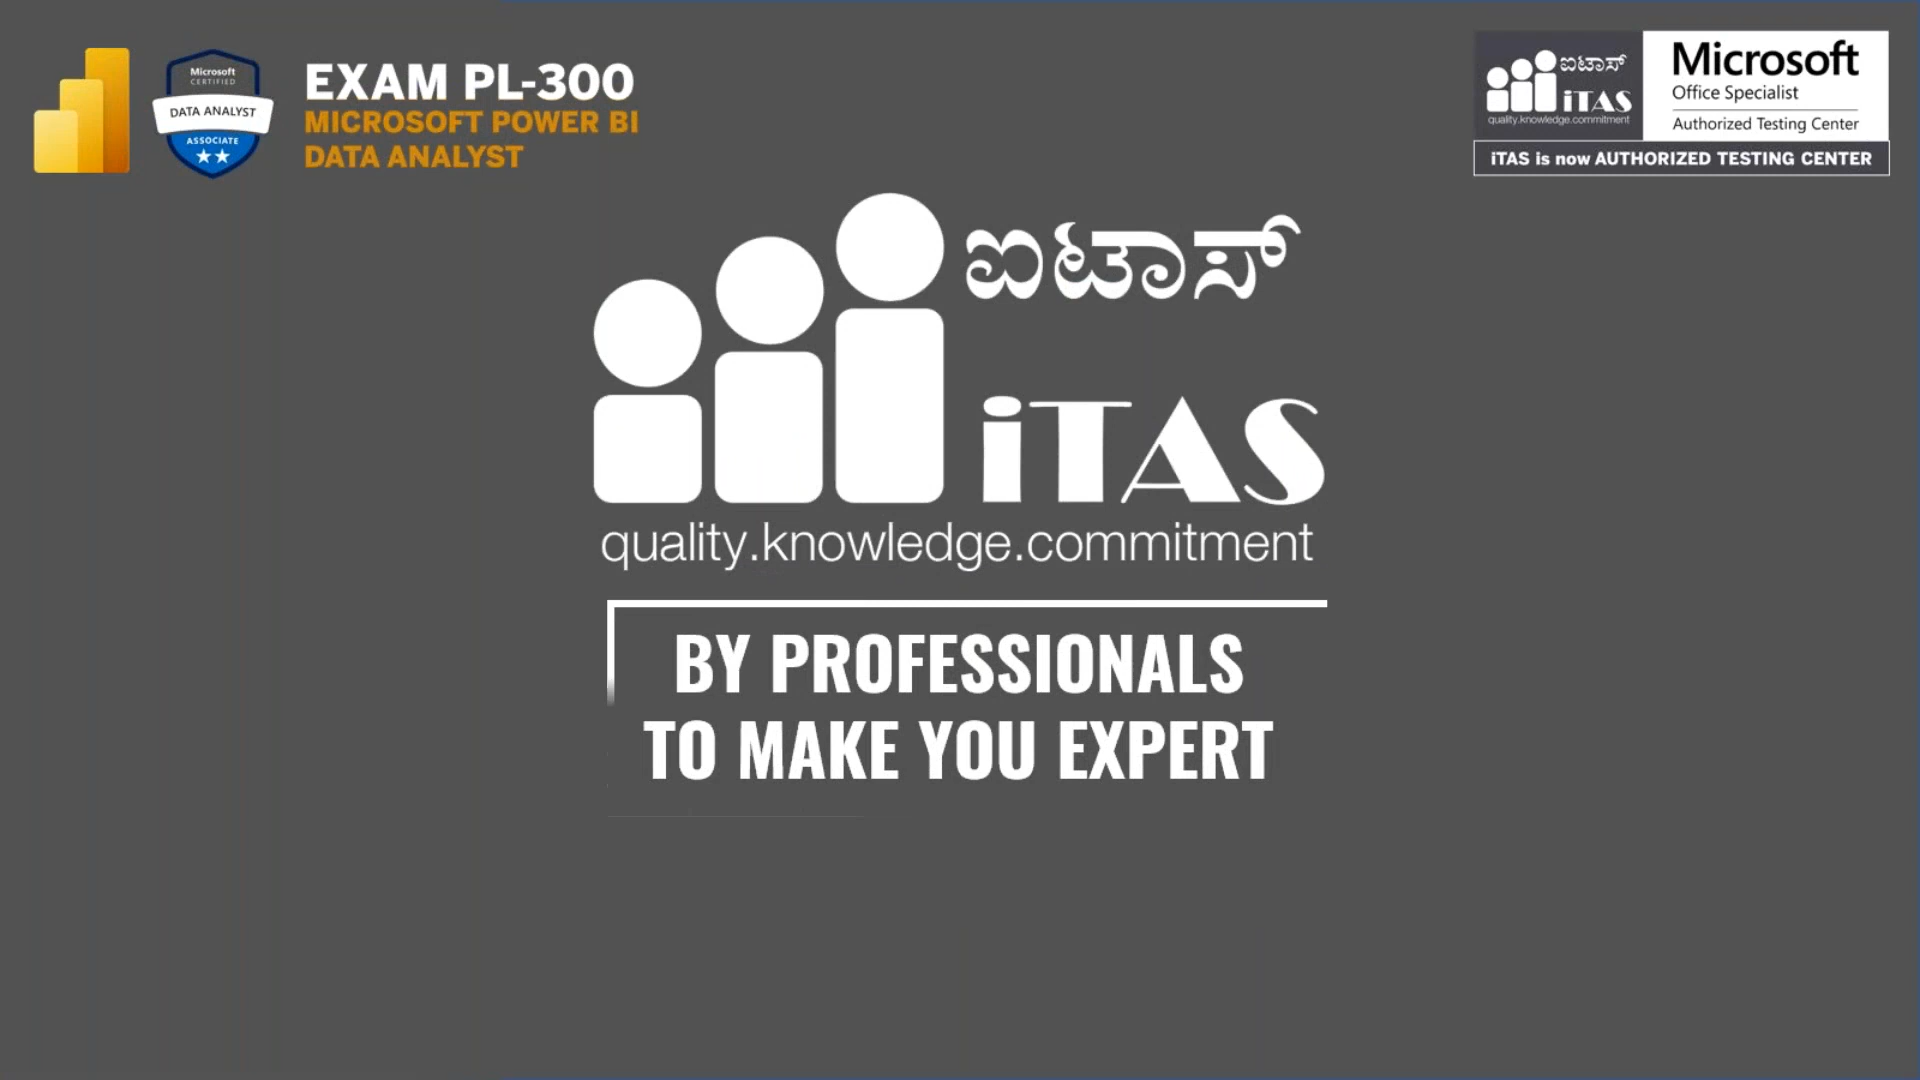 Microsoft
CERTIFIED
DATA ANALYST
ASSOCIATE
EXAM PL-300
MICROSOFT POWER BI
DATA ANALYST
ಐಟಾಸ್
iTAS
quality.knowledge.commitment
Microsoft
Office Specialist
Authorized Testing Center
iTAS is now AUTHORIZED TESTING CENTER
ಐಟಾಸ್
iTAS
quality.knowledge.commitment
BY PROFESSIONALS
TO MAKE YOU EXPERT